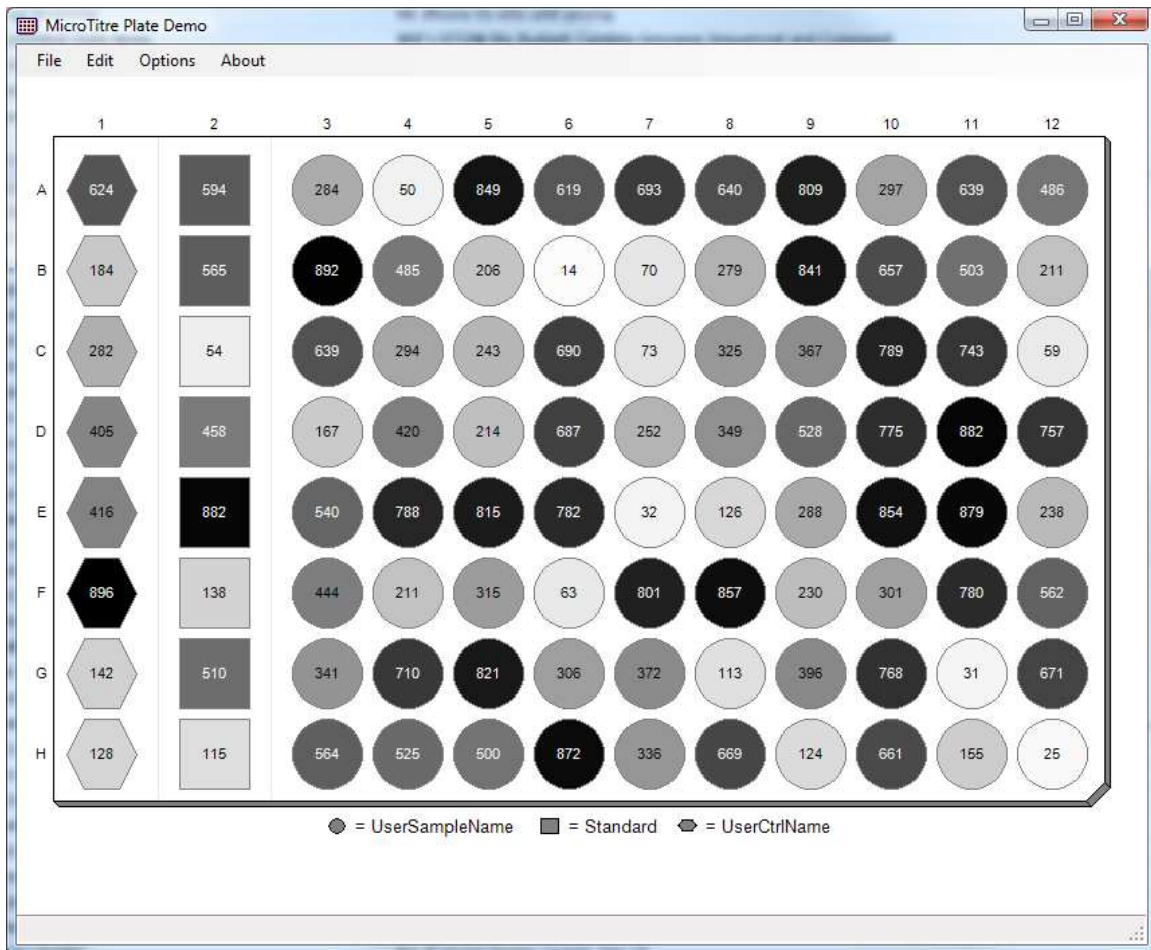 MicroTitre Plate Demo
File Edit Options About
1 2 3 4 5 6 7 8 9 10 11 12
A 624 594 284 50 849 619 693 640 809 297 639 486
B 184 565 892 485 206 14 70 279 841 657 503 211
C 282 54 639 294 243 690 73 325 367 789 743 59
D 405 458 167 420 214 687 252 349 528 775 882 757
E 416 882 540 788 815 782 32 126 288 854 879 238
F 896 138 444 211 315 63 801 857 230 301 780 562
G 142 510 341 710 821 306 372 113 396 768 31 671
H 128 115 564 525 500 872 336 669 124 661 155 25
= UserSampleName = Standard = UserCtrlName